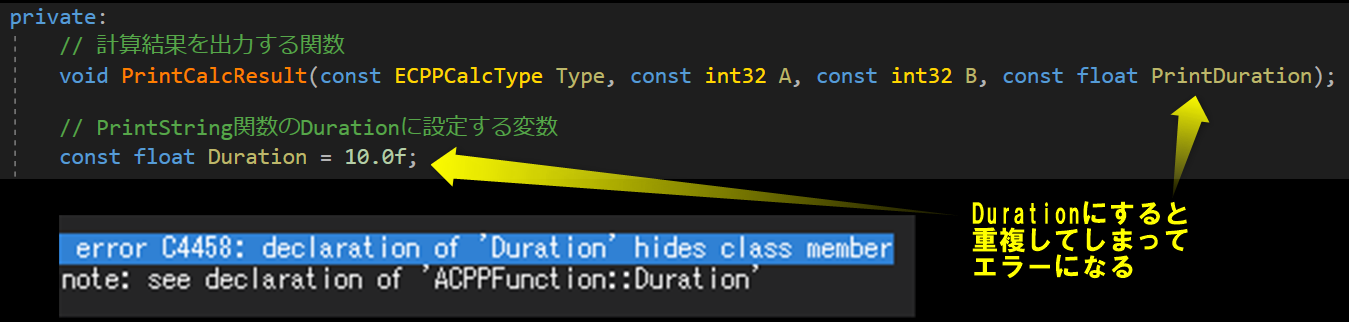 private:
// 計算結果を出力する関数
void PrintCalcResult(const ECPPCalcType Type, const int32 A, const int32 B, const float PrintDuration);
// PrintString関数のDurationに設定する変数
const float Duration = 10.0f;
Durationにすると
重複してしまって
エラーになる
error C4458: declaration of 'Duration' hides class member
note: see declaration of 'ACPPFunction::Duration'